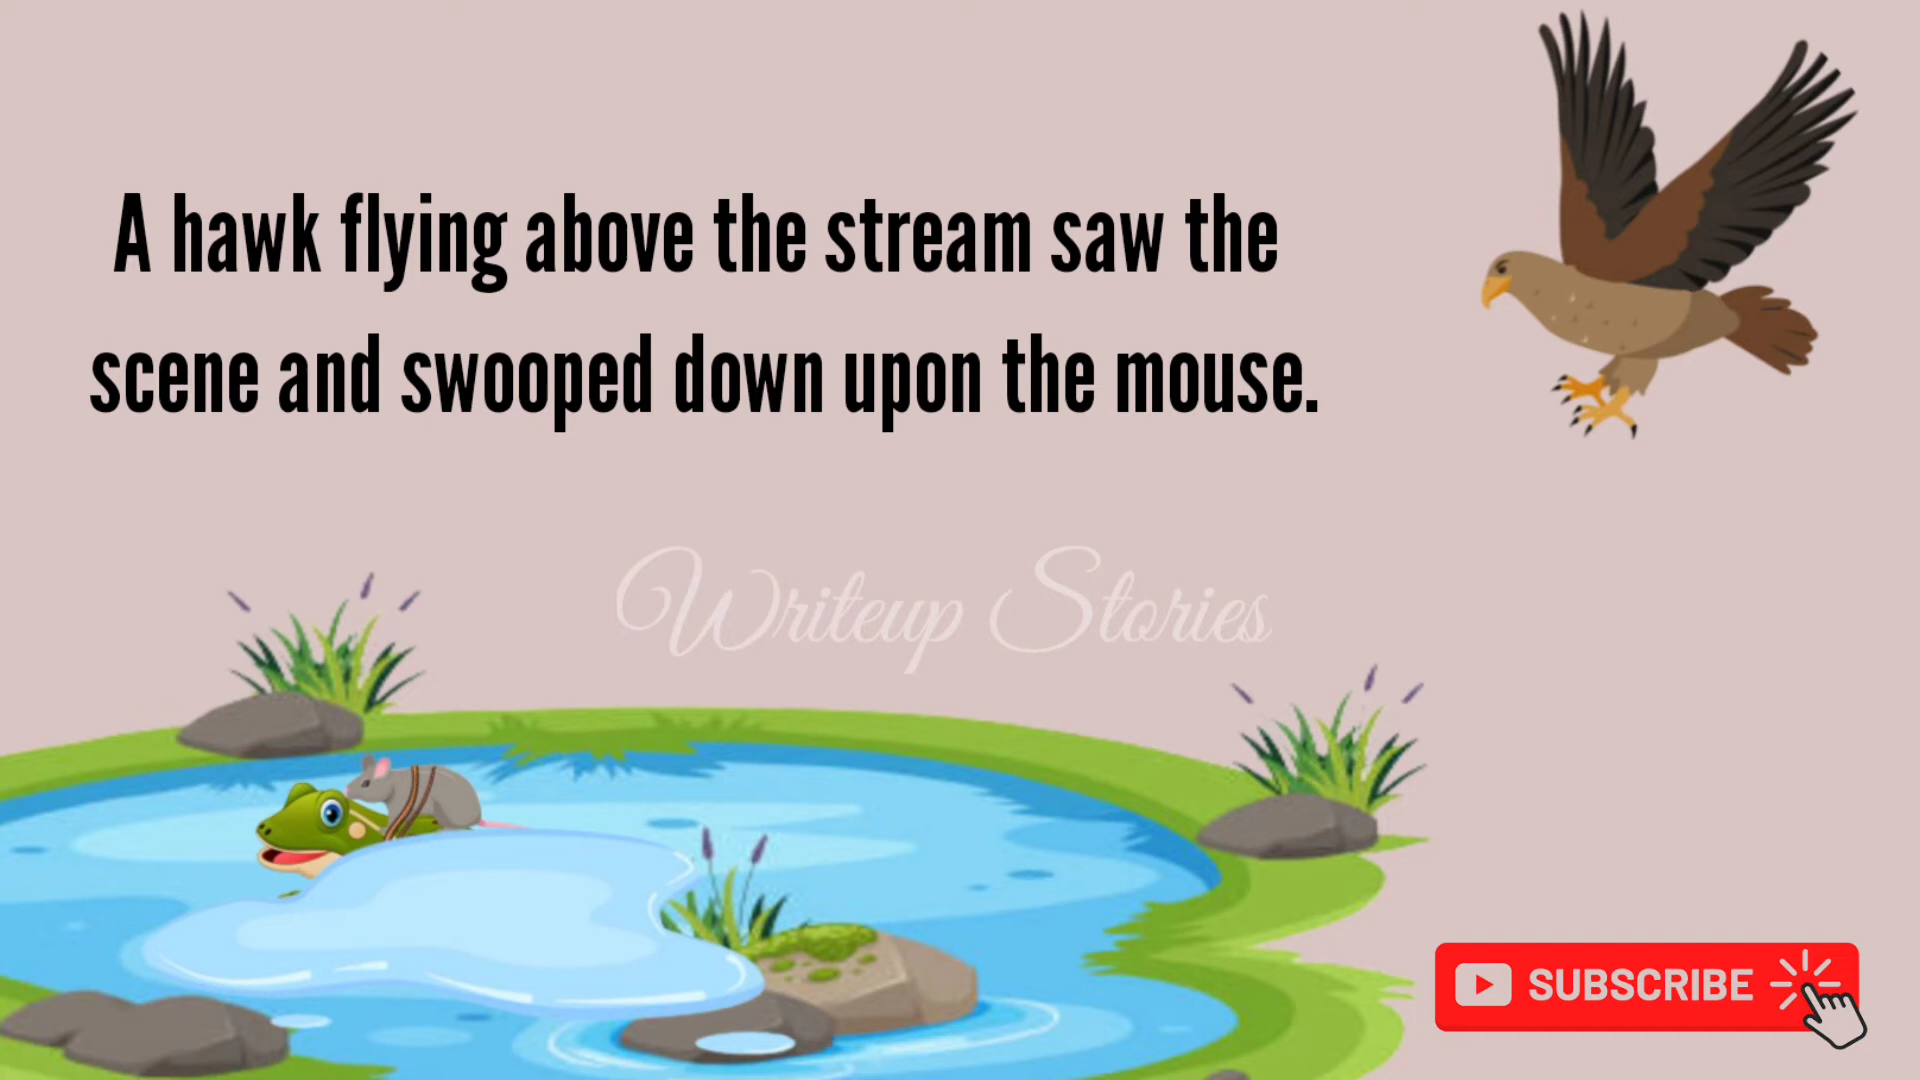 A hawk flying above the stream saw the
scene and swooped down upon the mouse.
Writeup Stories
SUBSCRIBE